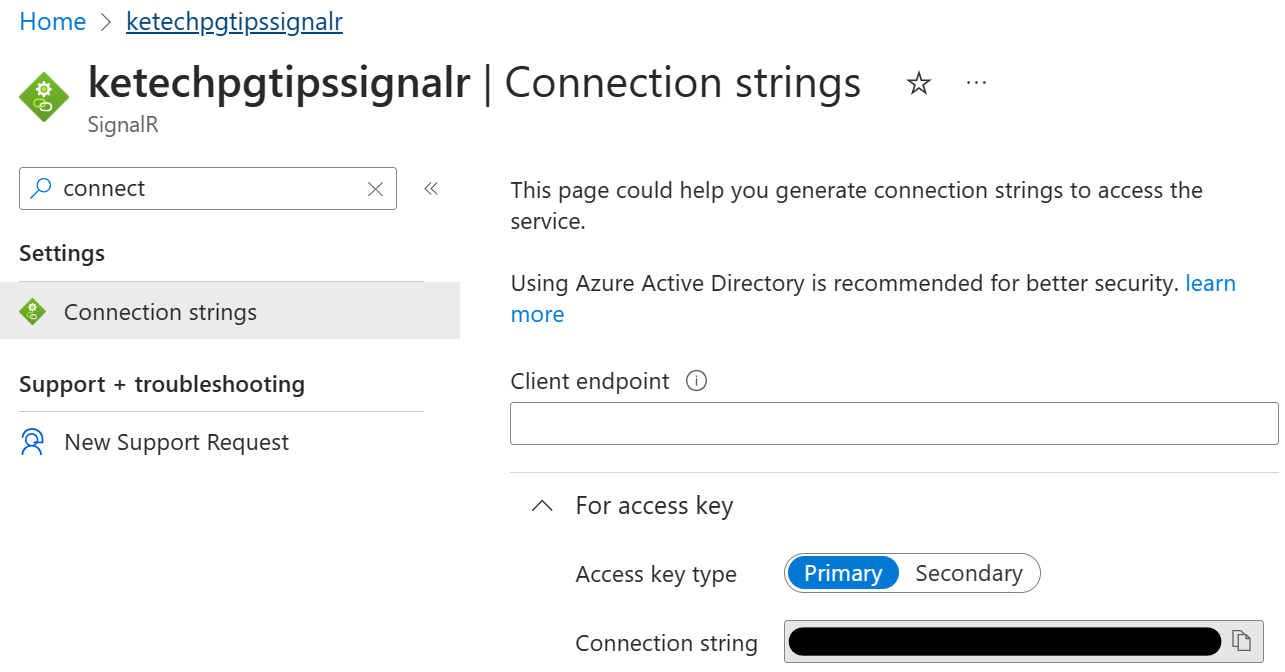 Home > ketechpgtipssignalr
ketechpgtipssignalr | Connection strings
SignalR
connect
Settings
Connection strings
Support + troubleshooting
New Support Request
This page could help you generate connection strings to access the
service.
Using Azure Active Directory is recommended for better security. learn
more
Client endpoint
For access key
Access key type Primary Secondary
Connection string